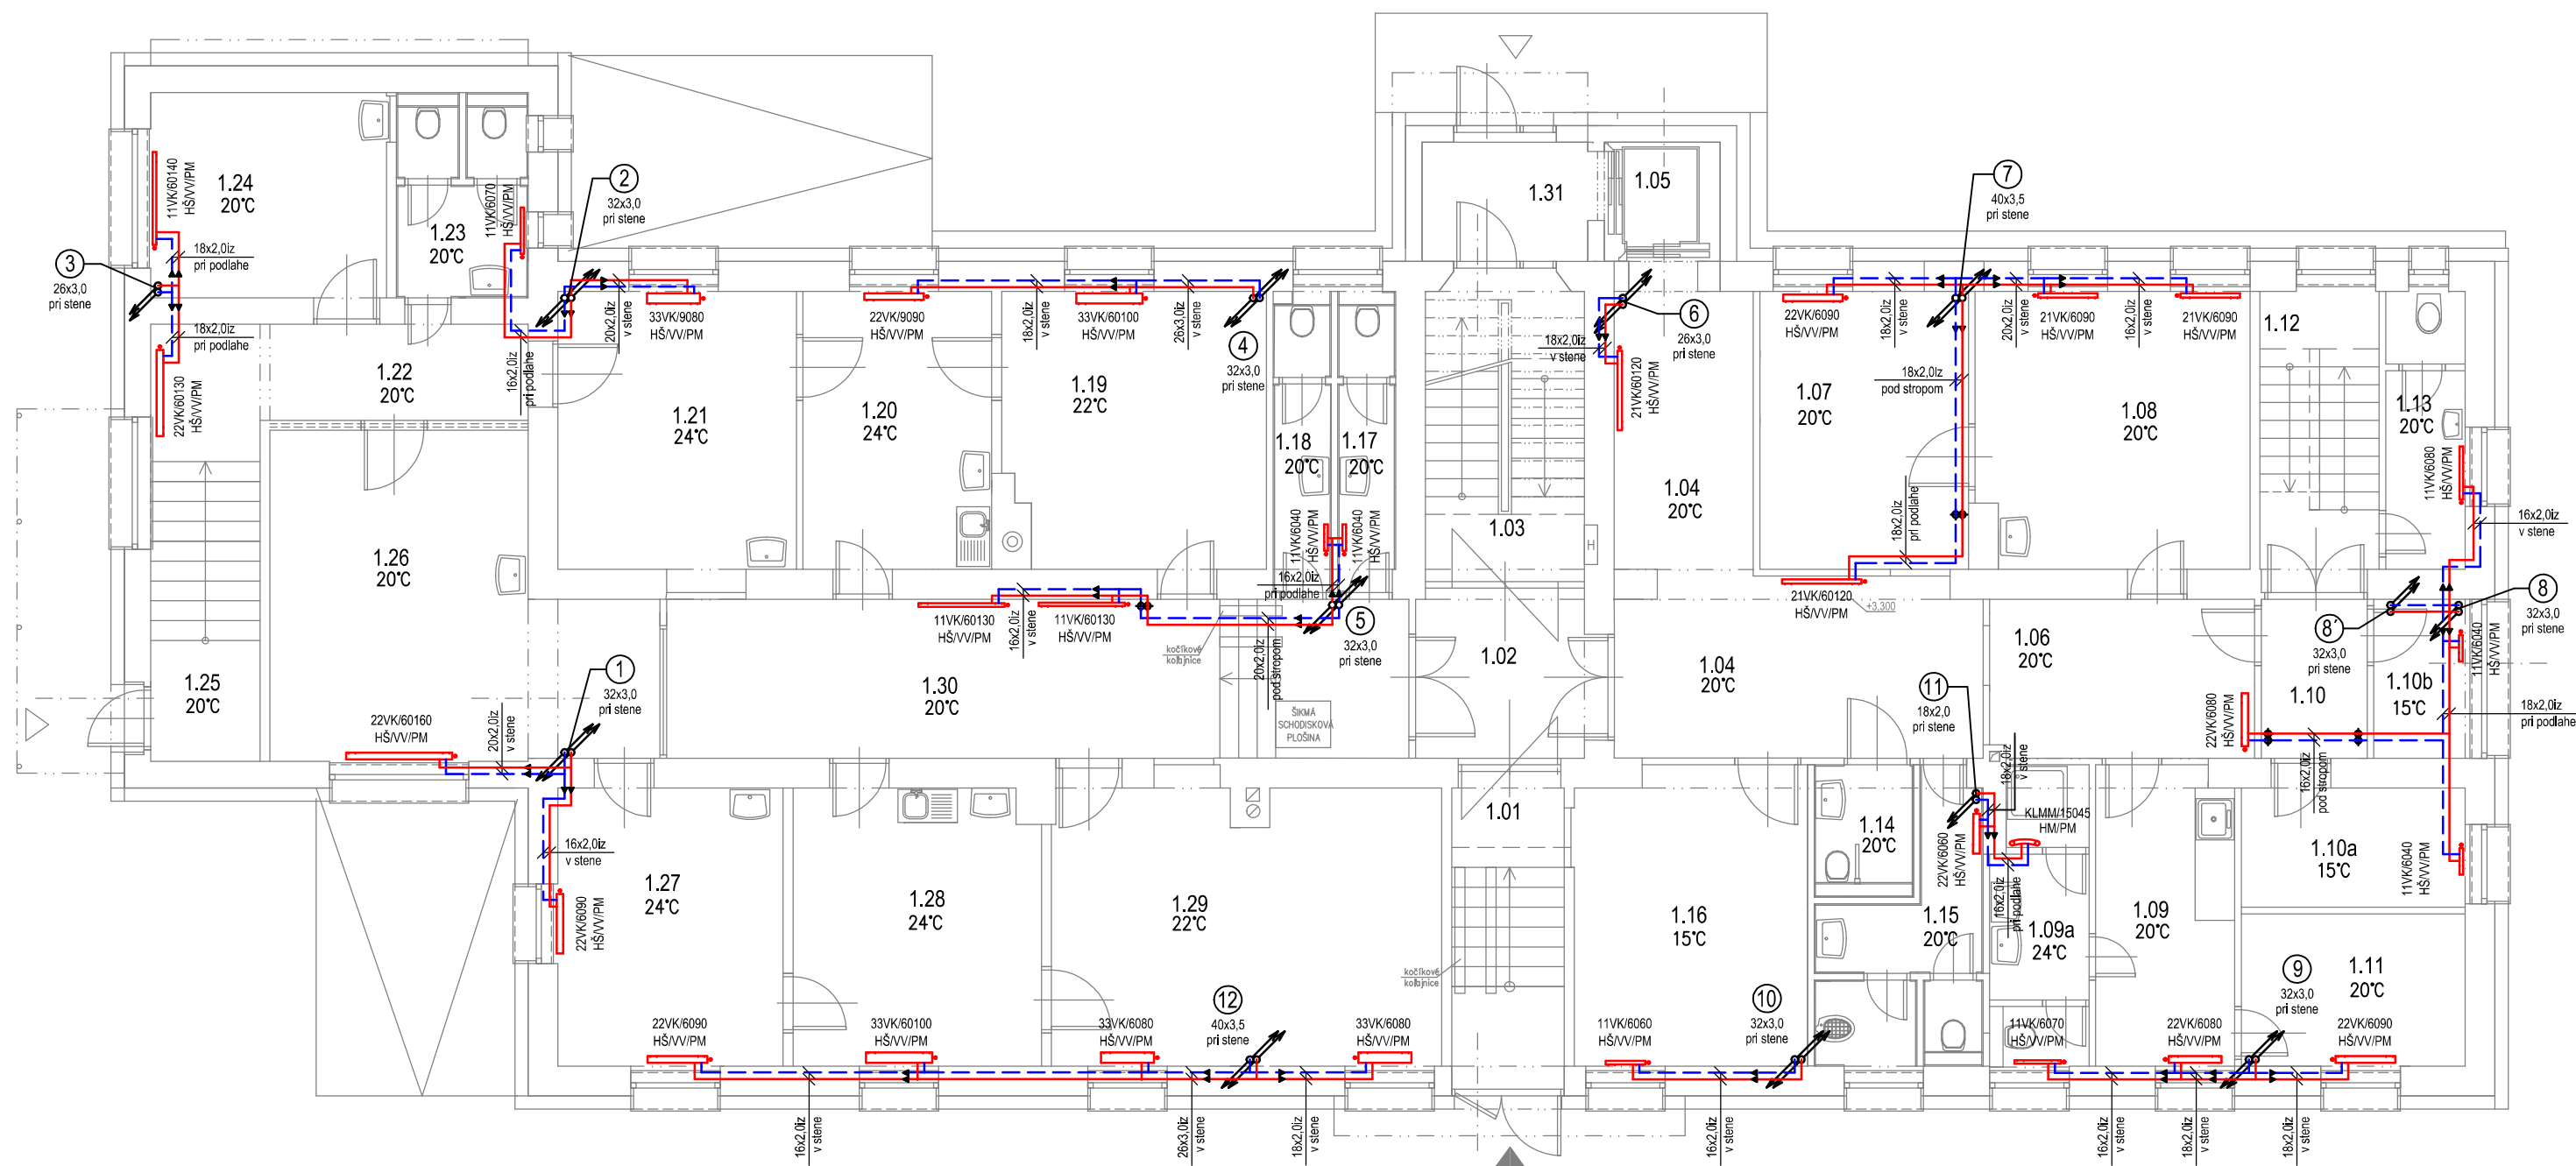 1.24
20°C
11VK/60140
HŠ/VV/PM
18x2,0iz
pri podlahe
3
26x3,0
pri stene
18x2,0iz
pri podlahe
22VK/60130
HŠ/VV/PM
1.23
20°C
11VK/6070
HŠ/VV/PM
2
32x3,0
pri stene
20x2,0iz
v stene
16x2,0iz
pri podlahe
1.22
20°C
33VK/9080
HŠ/VV/PM
1.21
24°C
22VK/9090
HŠ/VV/PM
1.20
24°C
18x2,0iz
v stene
33VK/60100
HŠ/VV/PM
26x3,0iz
v stene
1.19
22°C
4
32x3,0
pri stene
1.18
20°C
1.17
20°C
11VK/6040
HŠ/VV/PM
11VK/6040
HŠ/VV/PM
16x2,0iz
pri podlahe
5
32x3,0
pri stene
1.31
1.05
6
26x3,0
pri stene
18x2,0iz
v stene
21VK/60120
HŠ/VV/PM
1.03
1.04
20°C
H
7
40x3,5
pri stene
22VK/6090
HŠ/VV/PM
18x2,0iz
v stene
20x2,0iz
v stene
21VK/6090
HŠ/VV/PM
16x2,0iz
v stene
21VK/6090
HŠ/VV/PM
18x2,0iz
pod stropom
1.07
20°C
1.08
20°C
18x2,0iz
pri podlahe
21VK/60120
HŠ/VV/PM
+3,300
1.12
1.13
20°C
11VK/6080
HŠ/VV/PM
16x2,0iz
v stene
8
32x3,0
pri stene
8´
32x3,0
pri stene
11VK/6040
HŠ/VV/PM
1.10
1.10b
15°C
18x2,0iz
pri podlahe
22VK/6080
HŠ/VV/PM
16x2,0iz
pod stropom
1.06
20°C
1.04
20°C
1.02
11
18x2,0
pri stene
18x2,0iz
v stene
KLMM/15045
HM/PM
22VK/6060
HŠ/VV/PM
16x2,0iz
pri podlahe
1.14
20°C
1.15
20°C
1.09a
24°C
1.09
20°C
1.10a
15°C
11VK/6040
HŠ/VV/PM
1.11
20°C
9
32x3,0
pri stene
11VK/6070
HŠ/VV/PM
22VK/6080
HŠ/VV/PM
22VK/6090
HŠ/VV/PM
16x2,0iz
v stene
18x2,0iz
v stene
18x2,0iz
v stene
1.26
20°C
1.25
20°C
22VK/60160
HŠ/VV/PM
20x2,0iz
v stene
1
32x3,0
pri stene
16x2,0iz
v stene
22VK/6090
HŠ/VV/PM
1.30
20°C
11VK/60130
HŠ/VV/PM
16x2,0iz
v stene
11VK/60130
HŠ/VV/PM
kočíkové
koľajnice
20x2,0iz
pod stropom
ŠIKMÁ
SCHODISKOVÁ
PLOŠINA
1.27
24°C
1.28
24°C
1.29
22°C
1.01
kočíkové
koľajnice
1.16
15°C
22VK/6090
HŠ/VV/PM
33VK/60100
HŠ/VV/PM
33VK/6080
HŠ/VV/PM
12
40x3,5
pri stene
33VK/6080
HŠ/VV/PM
16x2,0iz
v stene
26x3,0iz
v stene
18x2,0iz
v stene
11VK/6060
HŠ/VV/PM
10
32x3,0
pri stene
16x2,0iz
v stene